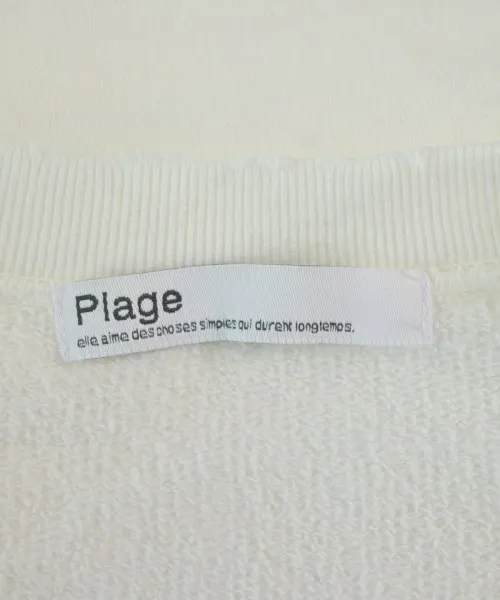 Plage
elle aime des choses simples qui durent longtemps.